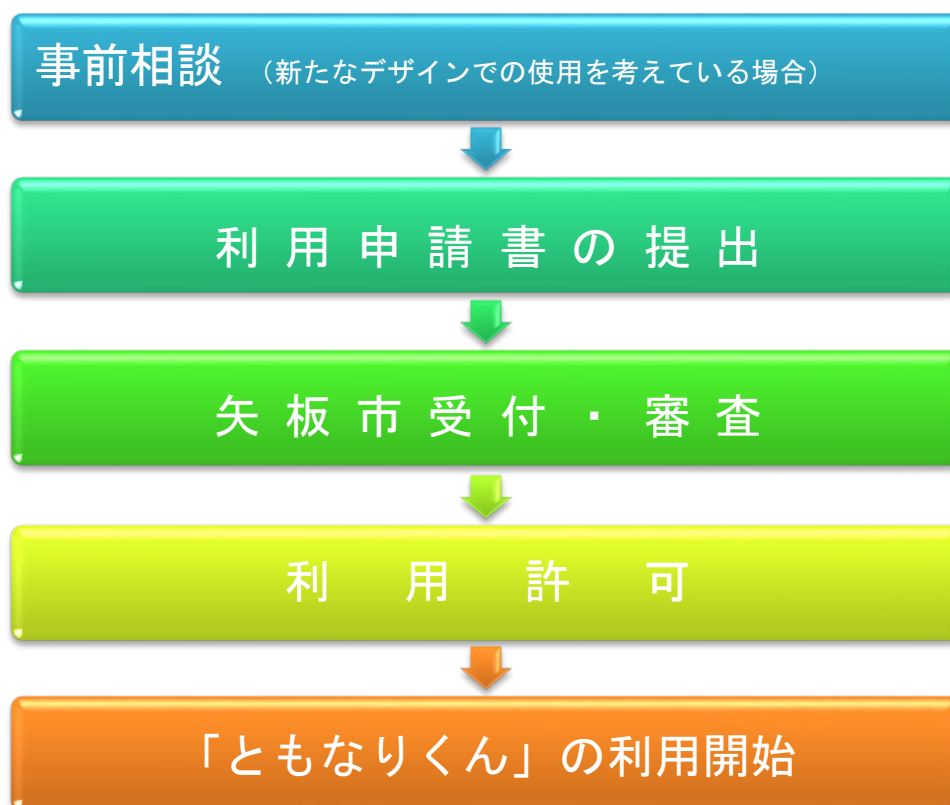 事前相談 （新たなデザインでの使用を考えている場合）
利用申請書の提出
矢板市受付・審査
利用許可
「ともなりくん」の利用開始